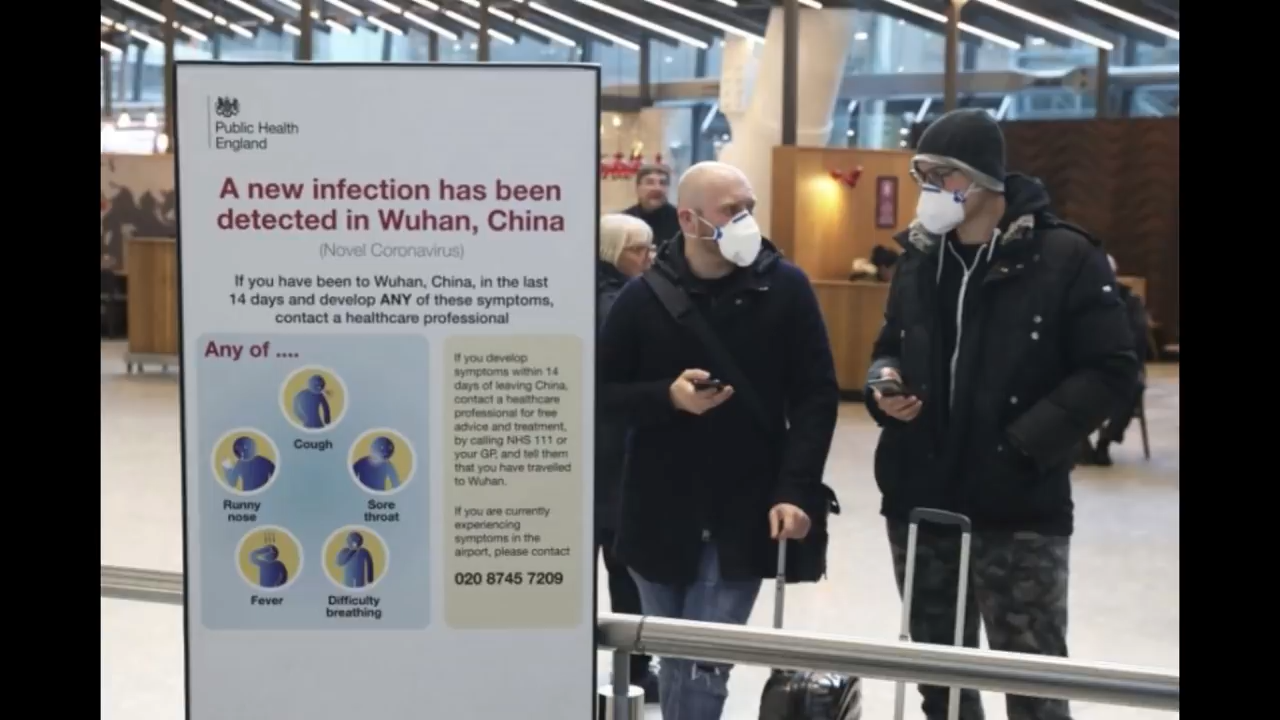 Public Health
England
A new infection has been
detected in Wuhan, China
(Novel Coronavirus)
If you have been to Wuhan, China, in the last
14 days and develop ANY of these symptoms,
contact a healthcare professional
Any of ....
Cough
Runny
nose
Sore
throat
Fever
Difficulty
breathing
If you develop
symptoms within 14
days of leaving China,
contact a healthcare
professional for free
advice and treatment,
by calling NHS 111 or
your GP, and tell them
that you have travelled
to Wuhan.
If you are currently
experiencing
symptoms in the
airport, please contact
020 8745 7209